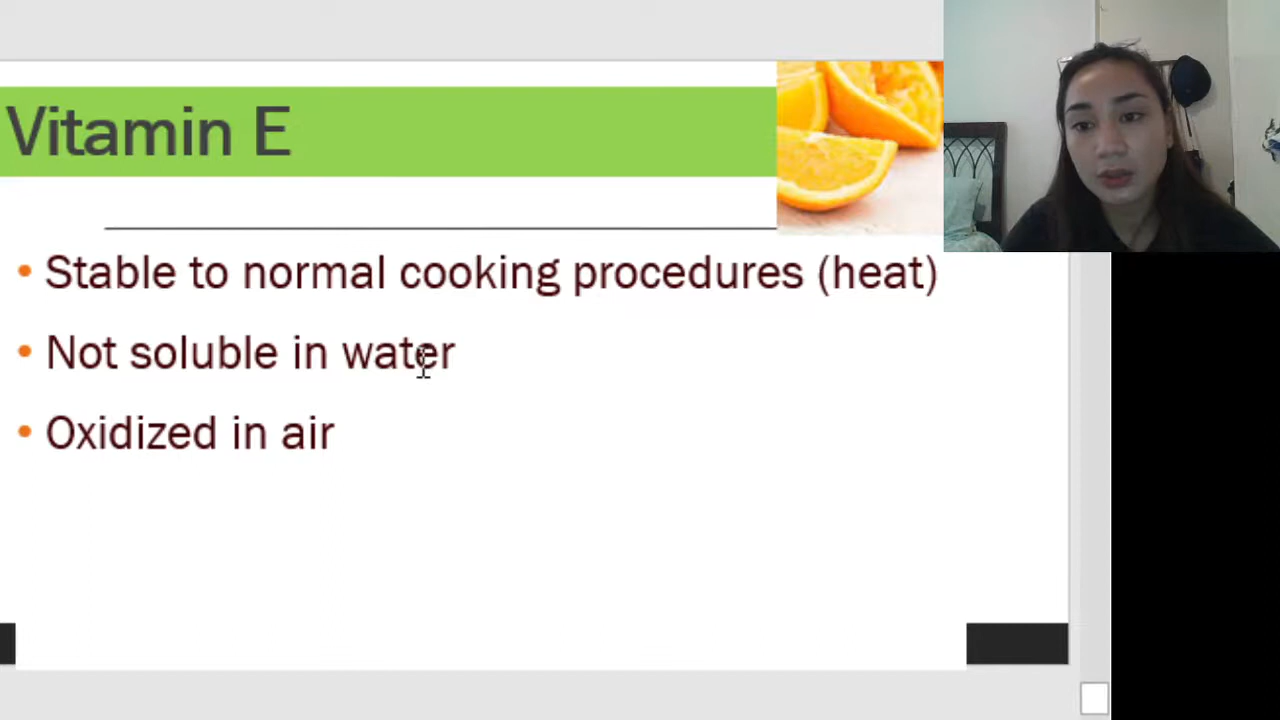 Vitamin E
• Stable to normal cooking procedures (heat)
• Not soluble in water
• Oxidized in air